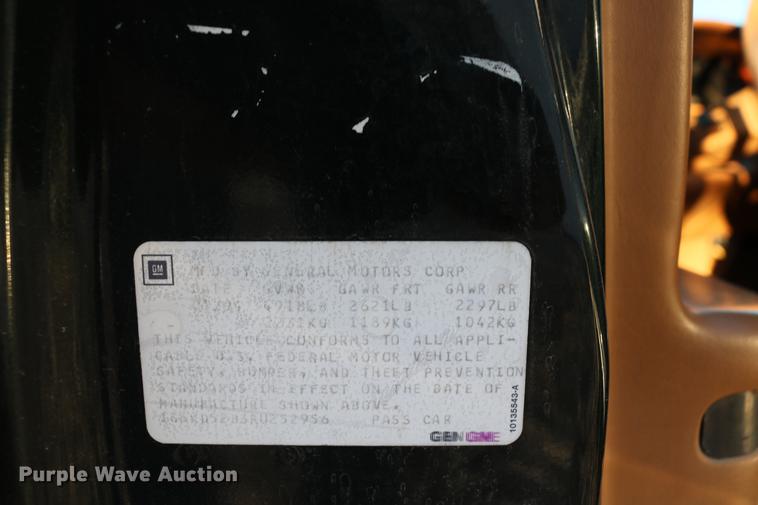 GM
MFD BY GENERAL MOTORS CORP
DATE GVWR GAWR FRT GAWR RR
4918LB 2621LB 2297LB
2231KG 1189KG 1042KG
THIS VEHICLE CONFORMS TO ALL APPLI-
CABLE U.S. FEDERAL MOTOR VEHICLE
SAFETY, BUMPER, AND THEFT PREVENTION
STANDARDS IN EFFECT ON THE DATE OF
MANUFACTURE SHOWN ABOVE.
PASS CAR
10135543-A
Purple Wave Auction